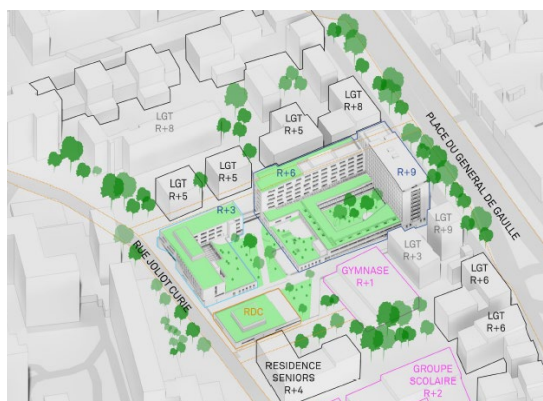 LGT
R+8
LGT
R+8
LGT
R+5
PLACE DU GENERAL DE GAULLE
LGT
R+5
LGT
R+5
R+6
R+9
R+3
LGT
R+9
LGT
R+3
RUE JOLIOT CURIE
GYMNASE
R+1
LGT
R+6
LGT
R+6
RDC
RESIDENCE
SENIORS
R+4
GROUPE
SCOLAIRE
R+2